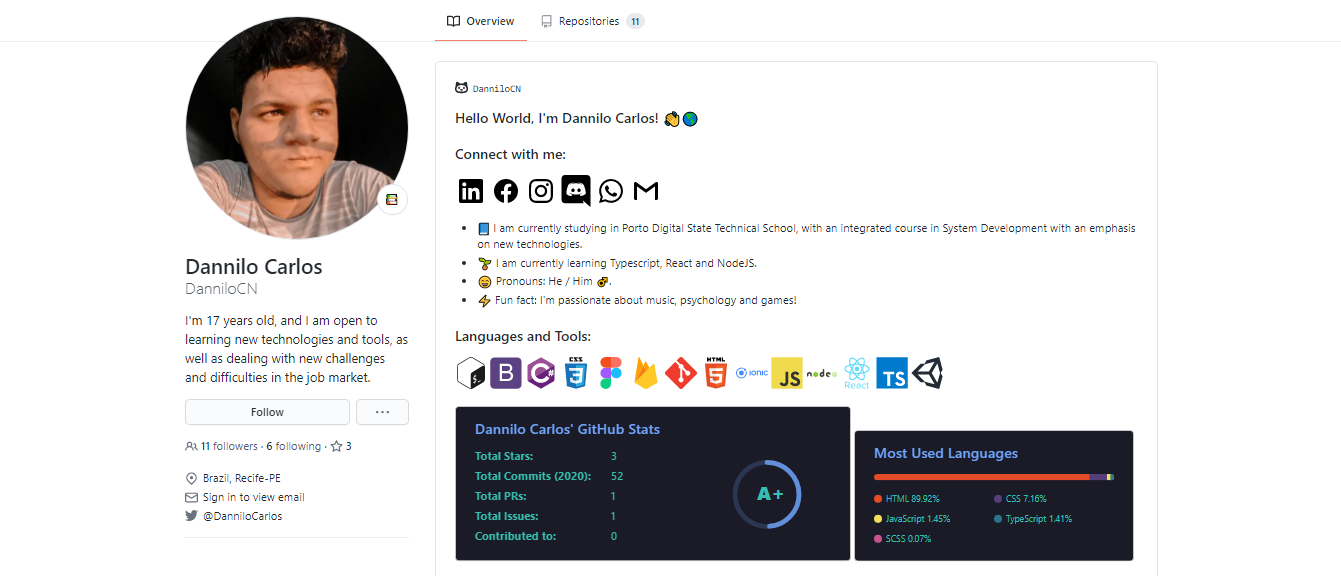 Overview
Repositories 11
DanniloCN
Hello World, I'm Dannilo Carlos! 👏🌎
Connect with me:
in
📘 I am currently studying in Porto Digital State Technical School, with an integrated course in System Development with an emphasis
on new technologies.
🌱 I am currently learning Typescript, React and NodeJS.
😄 Pronouns: He / Him 🎺.
⚡ Fun fact: I'm passionate about music, psychology and games!
Dannilo Carlos
DanniloCN
I'm 17 years old, and I am open to
learning new technologies and tools, as
well as dealing with new challenges
and difficulties in the job market.
Follow
...
11 followers · 6 following · 3
Brazil, Recife-PE
Sign in to view email
@DanniloCarlos
Languages and Tools:
$_ B C# CSS 3 HTML 5 IONIC JS node React TS
Dannilo Carlos' GitHub Stats
Total Stars: 3
Total Commits (2020): 52
Total PRs: 1
Total Issues: 1
Contributed to: 0
A+
Most Used Languages
HTML 89.92%
CSS 7.16%
JavaScript 1.45%
TypeScript 1.41%
SCSS 0.07%